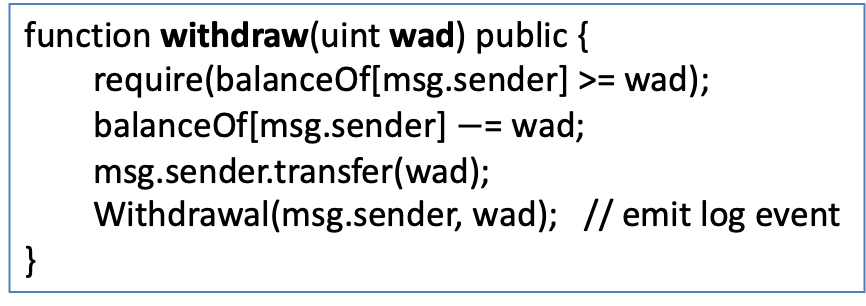 function withdraw(uint wad) public {
require(balanceOf[msg.sender] >= wad);
balanceOf[msg.sender] —= wad;
msg.sender.transfer(wad);
Withdrawal(msg.sender, wad);   // emit log event
}